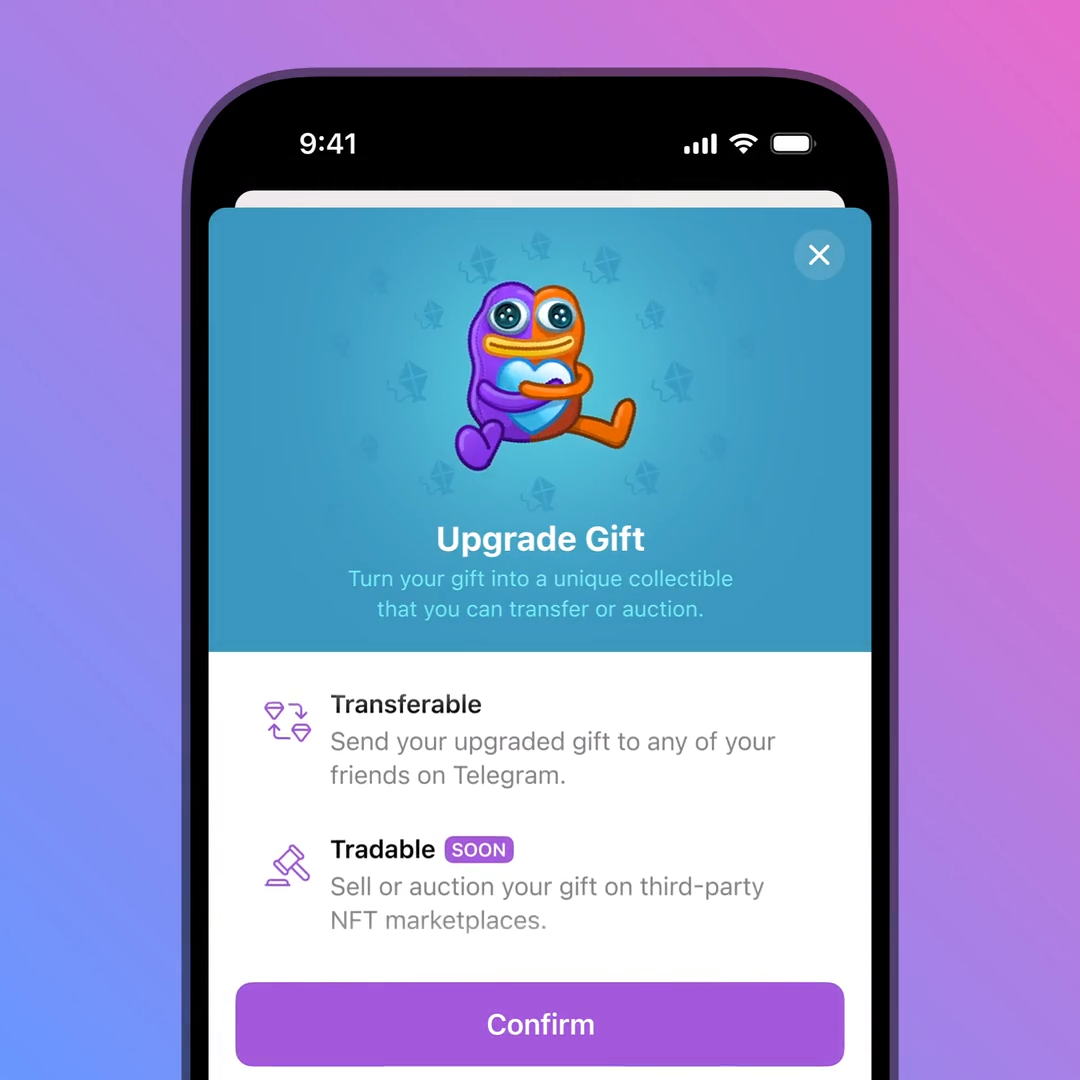 9:41
Upgrade Gift
Turn your gift into a unique collectible
that you can transfer or auction.
Transferable
Send your upgraded gift to any of your
friends on Telegram.
Tradable SOON
Sell or auction your gift on third-party
NFT marketplaces.
Confirm